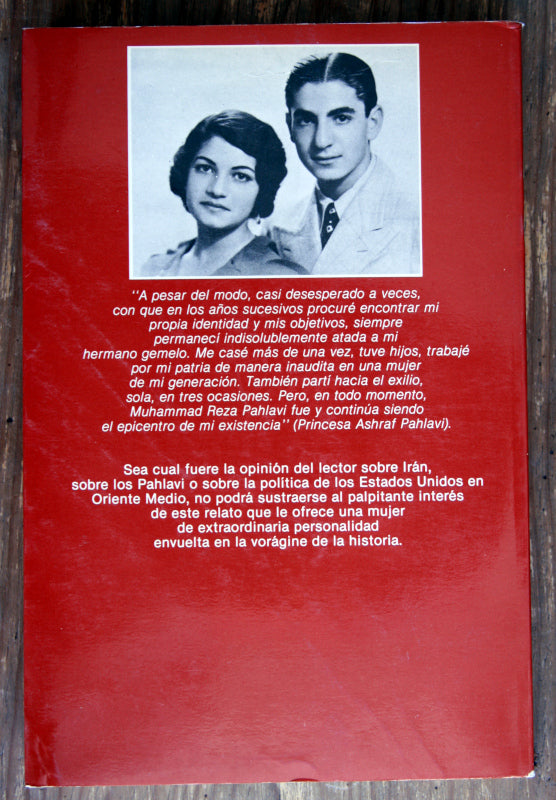 "A pesar del modo, casi desesperado a veces,
con que en los años sucesivos procuré encontrar mi
propia identidad y mis objetivos, siempre
permanecí indisolublemente atada a mi
hermano gemelo. Me casé más de una vez, tuve hijos, trabajé
por mi patria de manera inaudita en una mujer
de mi generación. También partí hacia el exilio,
sola, en tres ocasiones. Pero, en todo momento,
Muhammad Reza Pahlavi fue y continúa siendo
el epicentro de mi existencia" (Princesa Ashraf Pahlavi).
Sea cual fuere la opinión del lector sobre Irán,
sobre los Pahlavi o sobre la política de los Estados Unidos en
Oriente Medio, no podrá sustraerse al palpitante interés
de este relato que le ofrece una mujer
de extraordinaria personalidad
envuelta en la vorágine de la historia.